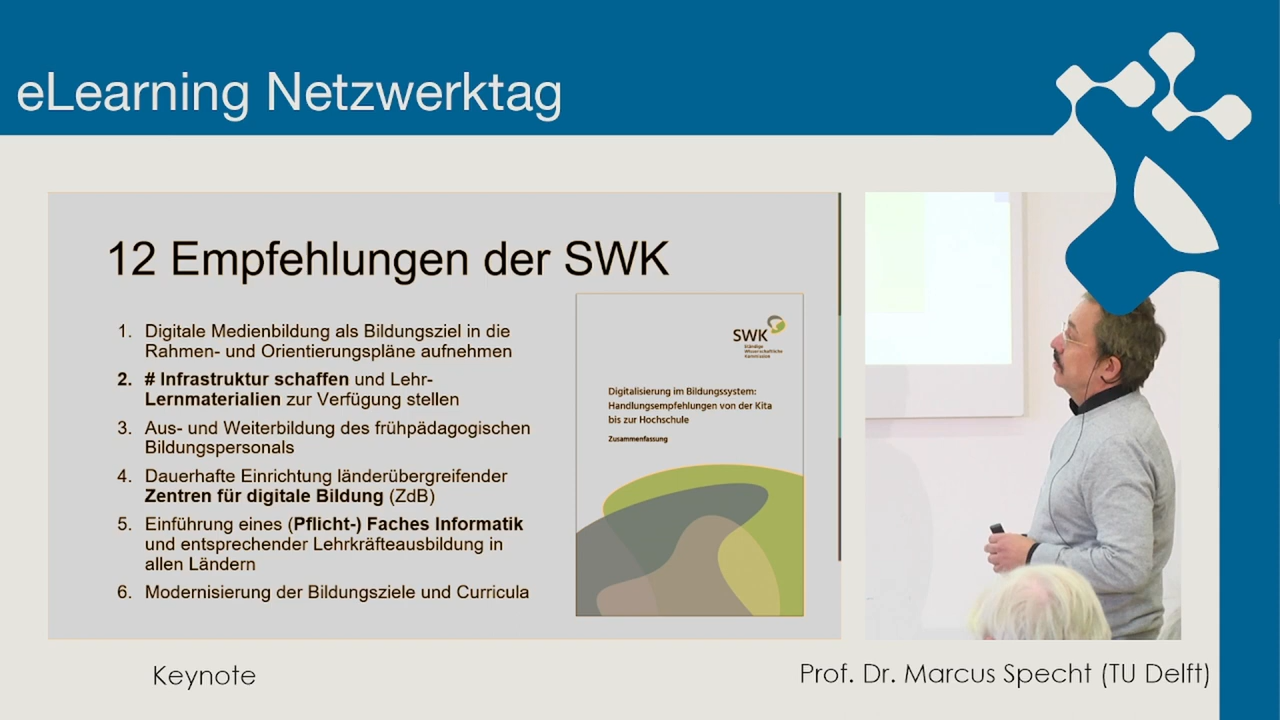 eLearning Netzwerktag
12 Empfehlungen der SWK
1. Digitale Medienbildung als Bildungsziel in die
Rahmen- und Orientierungspläne aufnehmen
2. # Infrastruktur schaffen und Lehr-
Lernmaterialien zur Verfügung stellen
3. Aus- und Weiterbildung des frühpädagogischen
Bildungspersonals
4. Dauerhafte Einrichtung länderübergreifender
Zentren für digitale Bildung (ZdB)
5. Einführung eines (Pflicht-) Faches Informatik
und entsprechender Lehrkräfteausbildung in
allen Ländern
6. Modernisierung der Bildungsziele und Curricula
SWK
Ständige
Wissenschaftliche
Kommission
Digitalisierung im Bildungssystem:
Handlungsempfehlungen von der Kita
bis zur Hochschule
Zusammenfassung
Keynote
Prof. Dr. Marcus Specht (TU Delft)